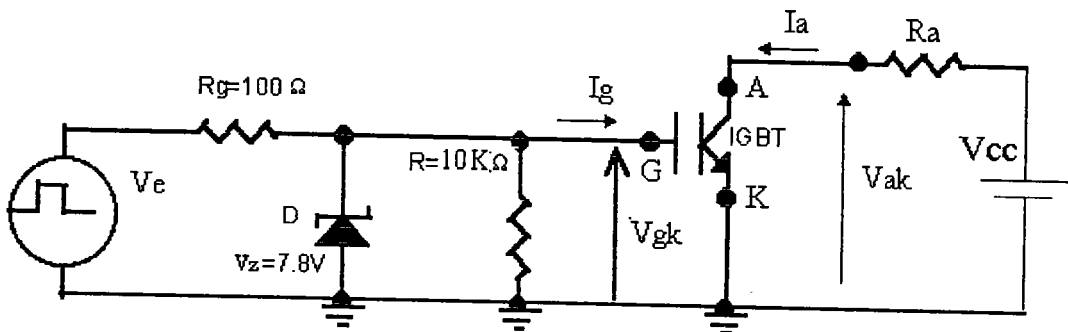 Ia
Ra
Rg=100 Ω
Ig
A
IGBT
Vcc
Ve
R=10KΩ
G
Vak
K
D
Vgk
Vz=7.8V